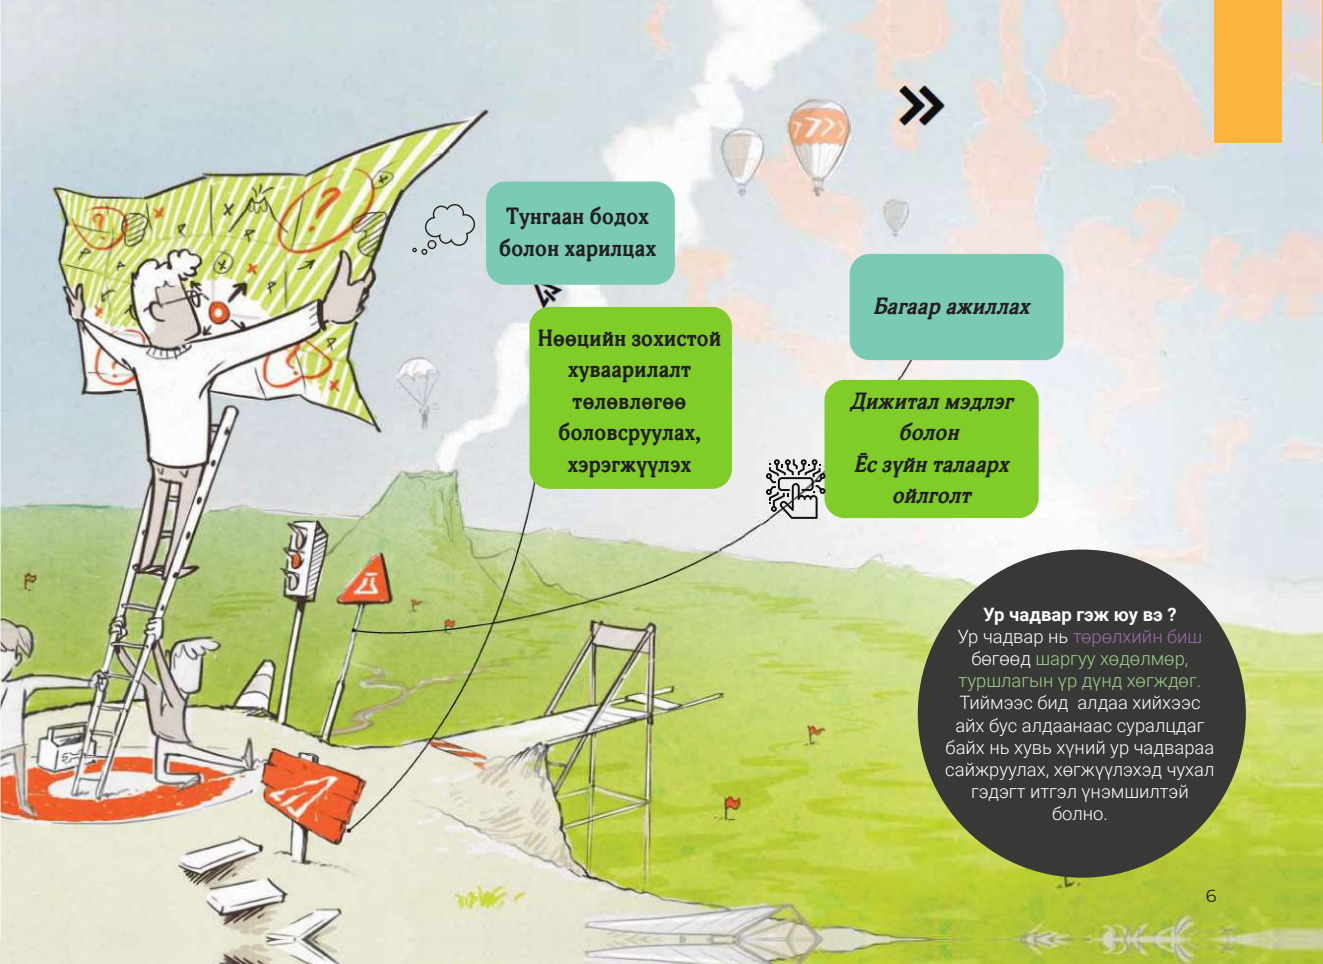 Тунгаан бодох
болон харилцах
Нөөцийн зохистой
хуваарилалт
төлөвлөгөө
боловсруулах,
хэрэгжүүлэх
Багаар ажиллах
Дижитал мэдлэг
болон
Ёс зүйн талаарх
ойлголт
Ур чадвар гэж юу вэ ?
Ур чадвар нь төрөлхийн биш
бөгөөд шаргуу хөдөлмөр,
туршлагын үр дүнд хөгждөг.
Тиймээс бид алдаа хийхээс
айх бус алдаанаас суралцдаг
байх нь хувь хүний ур чадвараа
сайжруулах, хөгжүүлэхэд чухал
гэдэгт итгэл үнэмшилтэй
болно.
6